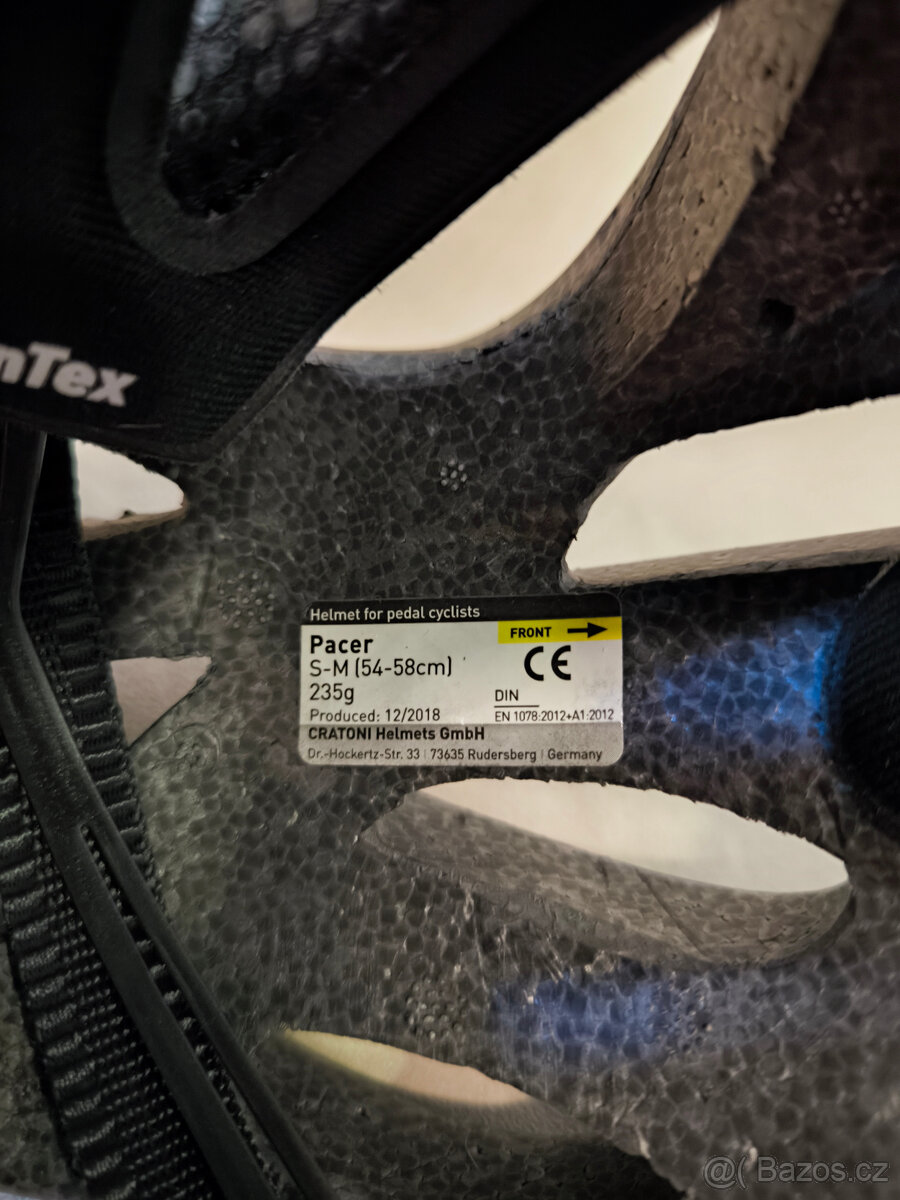 nTex
Helmet for pedal cyclists
Pacer
FRONT
S-M (54-58cm)
CE
235g
DIN
Produced: 12/2018
EN 1078:2012+A1:2012
CRATONI Helmets GmbH
Dr.-Hockertz-Str. 33 | 73635 Rudersberg | Germany
@( Bazos.cz